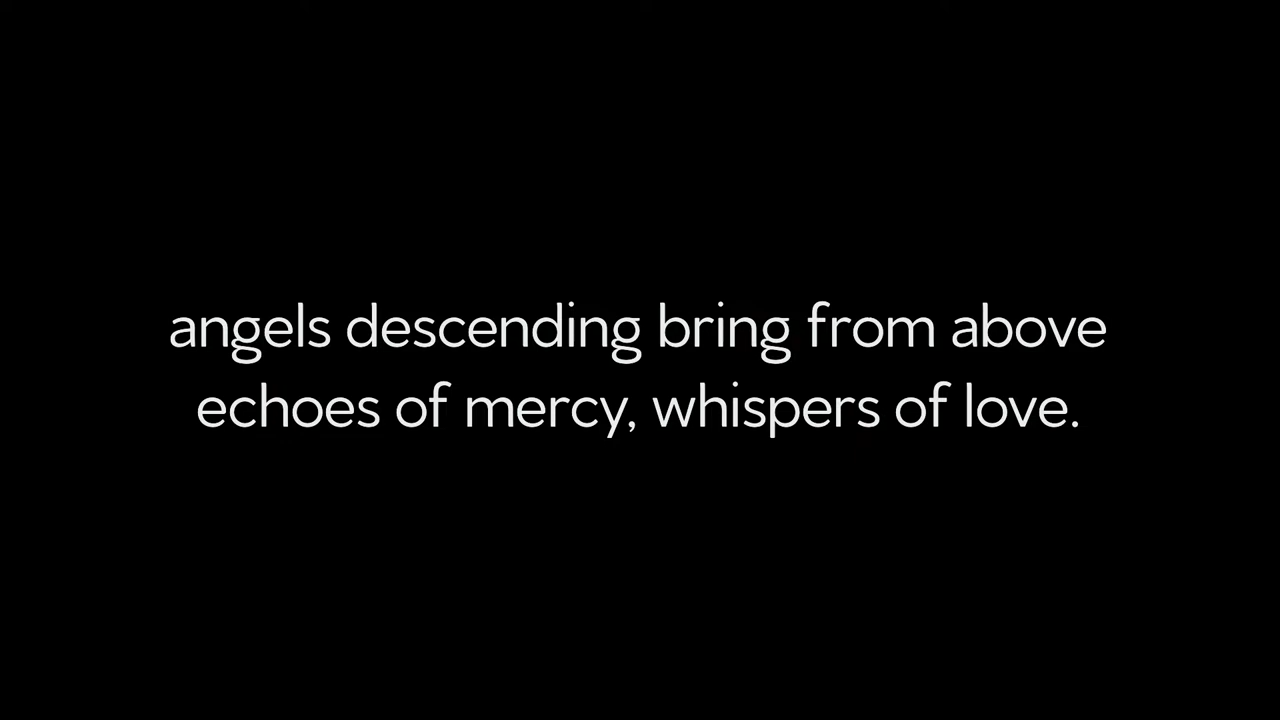 angels descending bring from above
echoes of mercy, whispers of love.